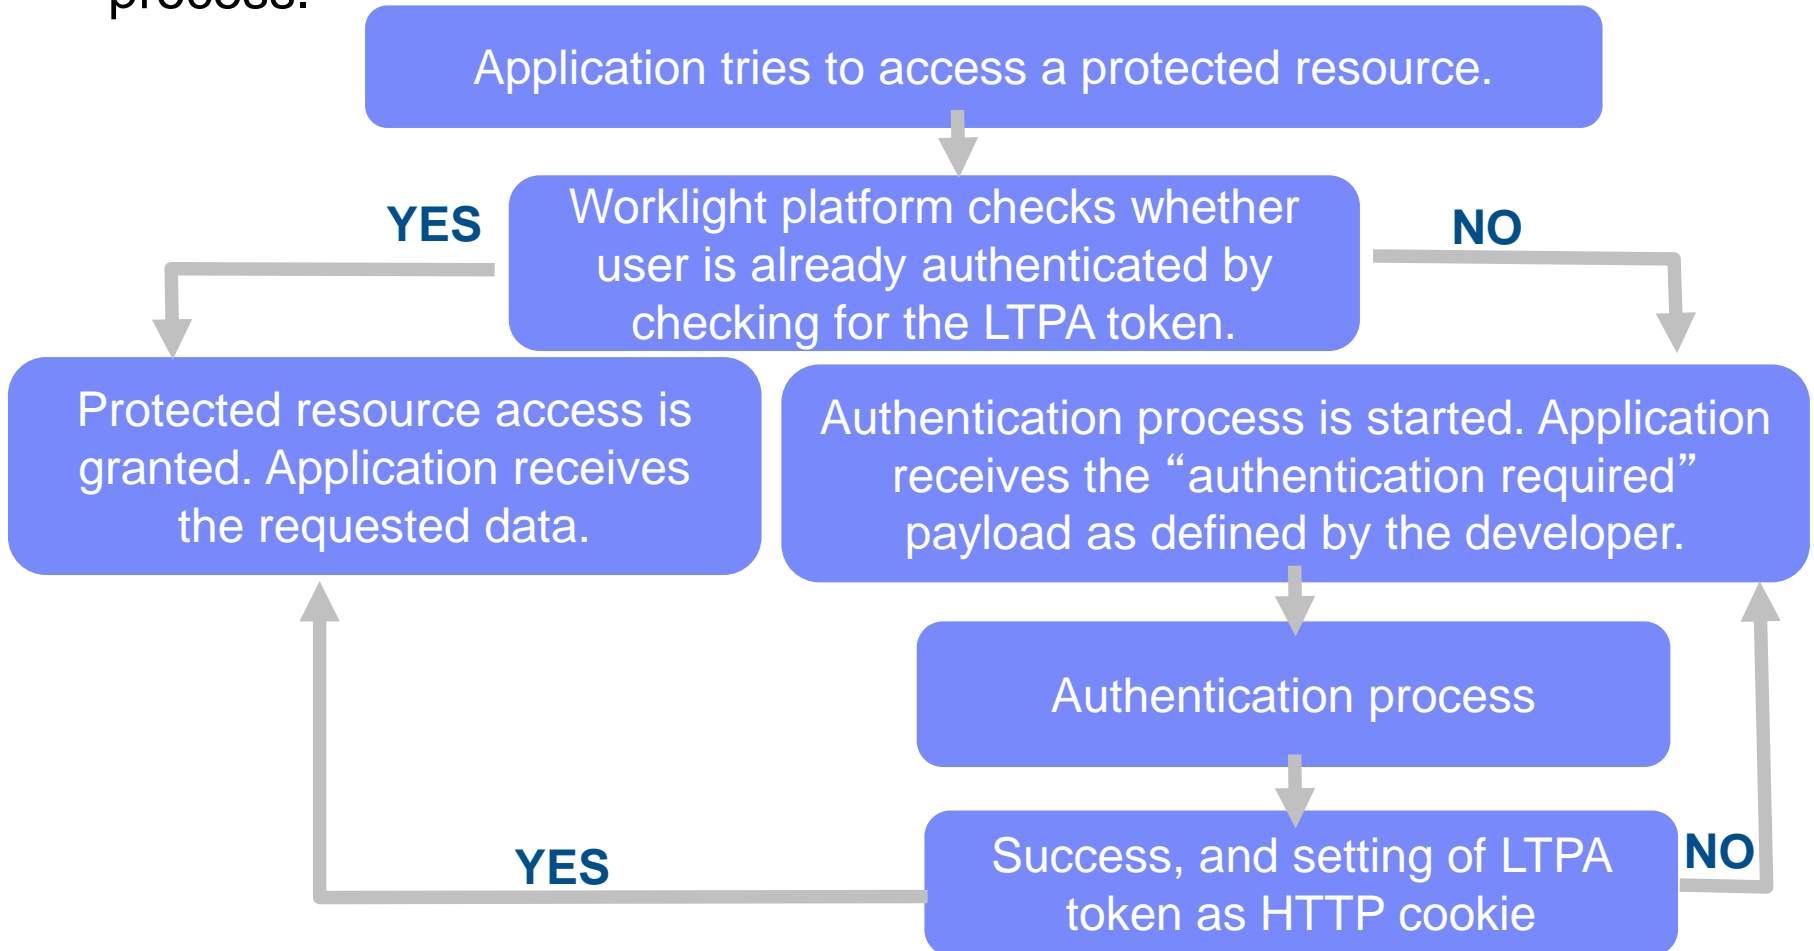 process.
Application tries to access a protected resource.
Worklight platform checks whether
user is already authenticated by
checking for the LTPA token.
YES
NO
Protected resource access is
granted. Application receives
the requested data.
Authentication process is started. Application
receives the “authentication required”
payload as defined by the developer.
Authentication process
Success, and setting of LTPA
token as HTTP cookie
YES
NO